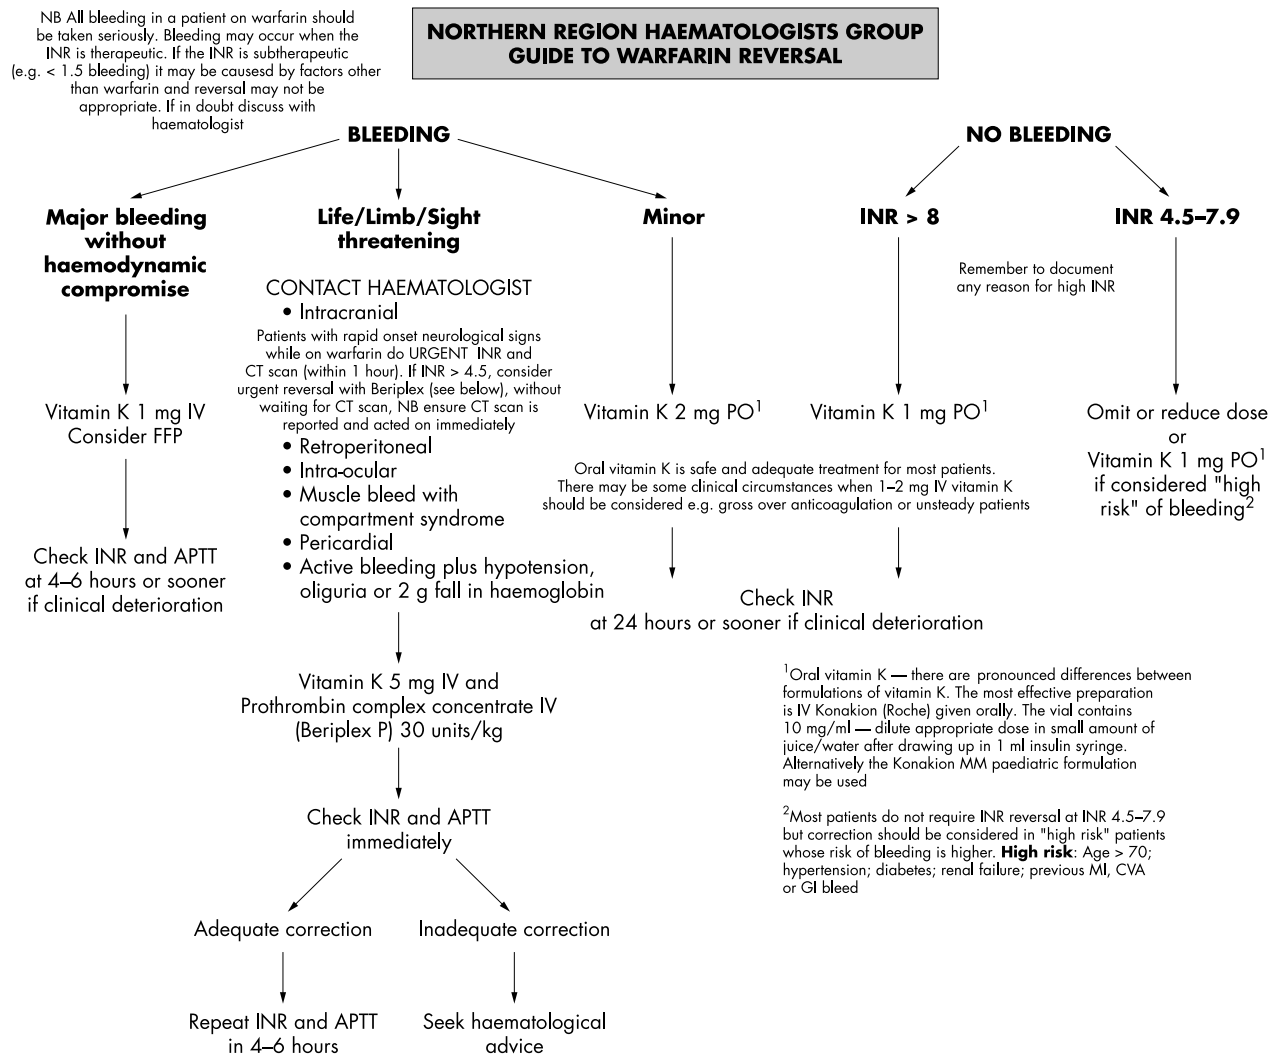 NB All bleeding in a patient on warfarin should
be taken seriously. Bleeding may occur when the
INR is therapeutic. If the INR is subtherapeutic
(e.g. < 1.5 bleeding) it may be causesd by factors other
than warfarin and reversal may not be
appropriate. If in doubt discuss with
haematologist
NORTHERN REGION HAEMATOLOGISTS GROUP
GUIDE TO WARFARIN REVERSAL
BLEEDING
NO BLEEDING
Major bleeding
without
haemodynamic
compromise
Vitamin K 1 mg IV
Consider FFP
Check INR and APTT
at 4–6 hours or sooner
if clinical deterioration
Life/Limb/Sight
threatening
CONTACT HAEMATOLOGIST
• Intracranial
Patients with rapid onset neurological signs
while on warfarin do URGENT INR and
CT scan (within 1 hour). If INR > 4.5, consider
urgent reversal with Beriplex (see below), without
waiting for CT scan, NB ensure CT scan is
reported and acted on immediately
• Retroperitoneal
• Intra-ocular
• Muscle bleed with
compartment syndrome
• Pericardial
• Active bleeding plus hypotension,
oliguria or 2 g fall in haemoglobin
Vitamin K 5 mg IV and
Prothrombin complex concentrate IV
(Beriplex P) 30 units/kg
Check INR and APTT
immediately
Adequate correction
Inadequate correction
Repeat INR and APTT
in 4–6 hours
Seek haematological
advice
Minor
Vitamin K 2 mg PO1
INR > 8
Vitamin K 1 mg PO1
Oral vitamin K is safe and adequate treatment for most patients.
There may be some clinical circumstances when 1–2 mg IV vitamin K
should be considered e.g. gross over anticoagulation or unsteady patients
Check INR
at 24 hours or sooner if clinical deterioration
INR 4.5–7.9
Remember to document
any reason for high INR
Omit or reduce dose
or
Vitamin K 1 mg PO1
if considered "high
risk" of bleeding2
1Oral vitamin K — there are pronounced differences between
formulations of vitamin K. The most effective preparation
is IV Konakion (Roche) given orally. The vial contains
10 mg/ml — dilute appropriate dose in small amount of
juice/water after drawing up in 1 ml insulin syringe.
Alternatively the Konakion MM paediatric formulation
may be used
2Most patients do not require INR reversal at INR 4.5–7.9
but correction should be considered in "high risk" patients
whose risk of bleeding is higher. High risk: Age > 70;
hypertension; diabetes; renal failure; previous MI, CVA
or GI bleed